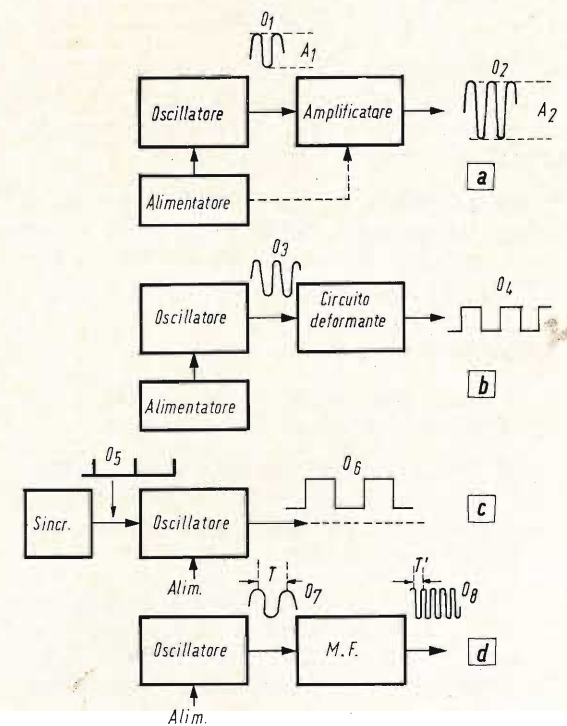 O1
A1
O2
Oscillatore
Amplificatore
A2
Alimentatore
a
O3
O4
Oscillatore
Circuito
deformante
Alimentatore
b
O5
O6
Sincr.
Oscillatore
c
Alim.
T
O7
T'
O8
Oscillatore
M.F.
d
Alim.